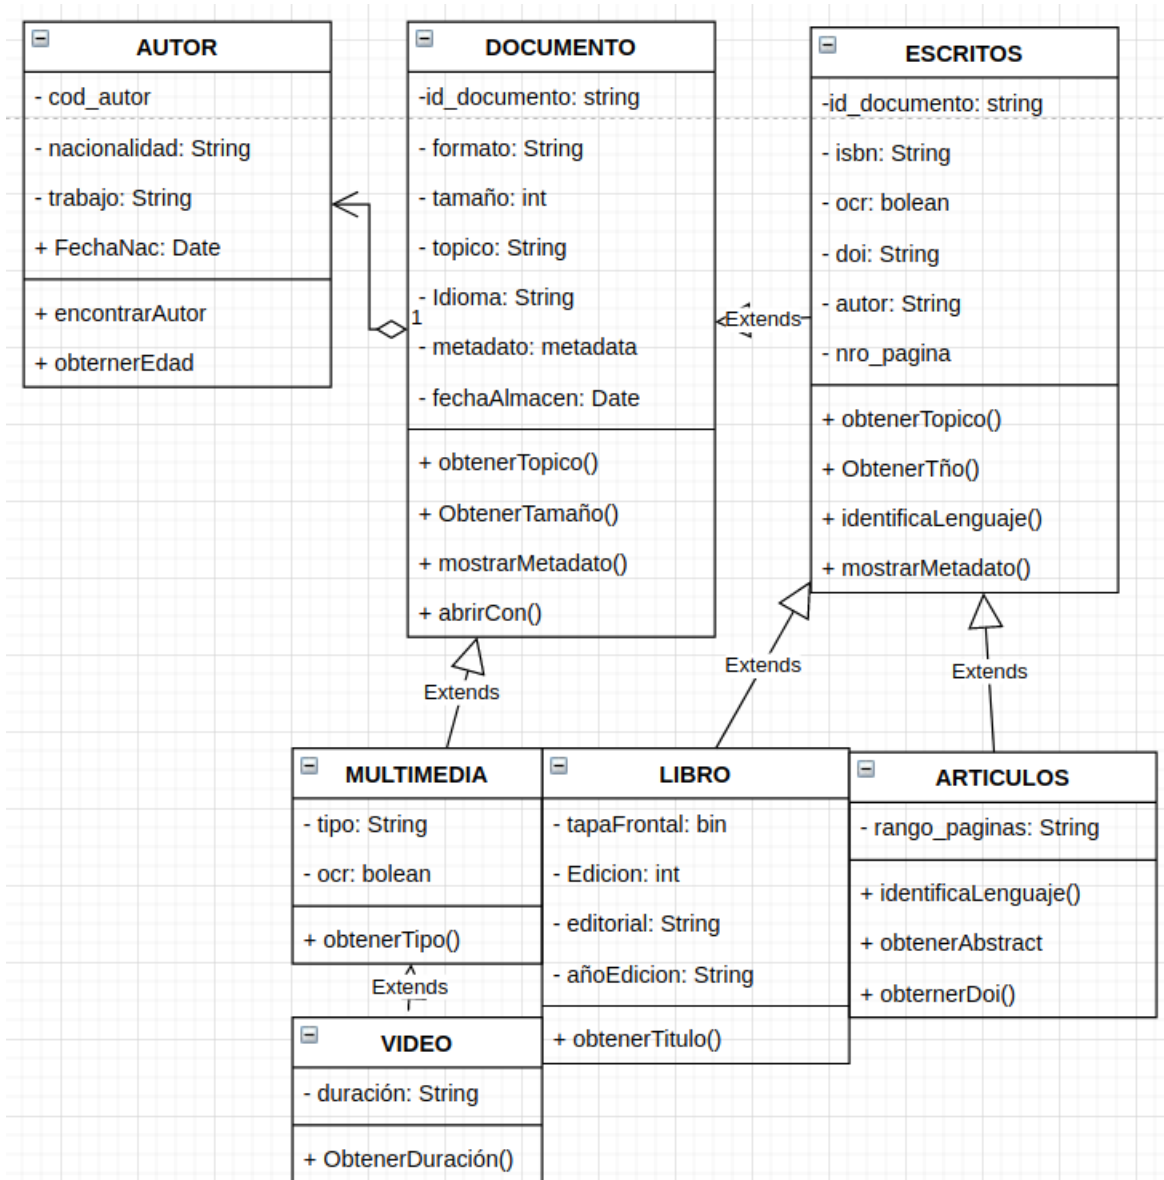 AUTOR
- cod_autor
- nacionalidad: String
- trabajo: String
+ FechaNac: Date
+ encontrarAutor
+ obternerEdad
DOCUMENTO
-id_documento: string
- formato: String
- tamaño: int
- topico: String
- Idioma: String
1
- metadato: metadata
- fechaAlmacen: Date
+ obtenerTopico()
+ ObtenerTamaño()
+ mostrarMetadato()
+ abrirCon()
Extends
ESCRITOS
-id_documento: string
- isbn: String
- ocr: bolean
- doi: String
- autor: String
- nro_pagina
+ obtenerTopico()
+ ObtenerTño()
+ identificaLenguaje()
+ mostrarMetadato()
Extends
Extends
Extends
MULTIMEDIA
- tipo: String
- ocr: bolean
+ obtenerTipo()
Extends
VIDEO
- duración: String
+ ObtenerDuración()
LIBRO
- tapaFrontal: bin
- Edicion: int
- editorial: String
- añoEdicion: String
+ obtenerTitulo()
ARTICULOS
- rango_paginas: String
+ identificaLenguaje()
+ obtenerAbstract
+ obternerDoi()